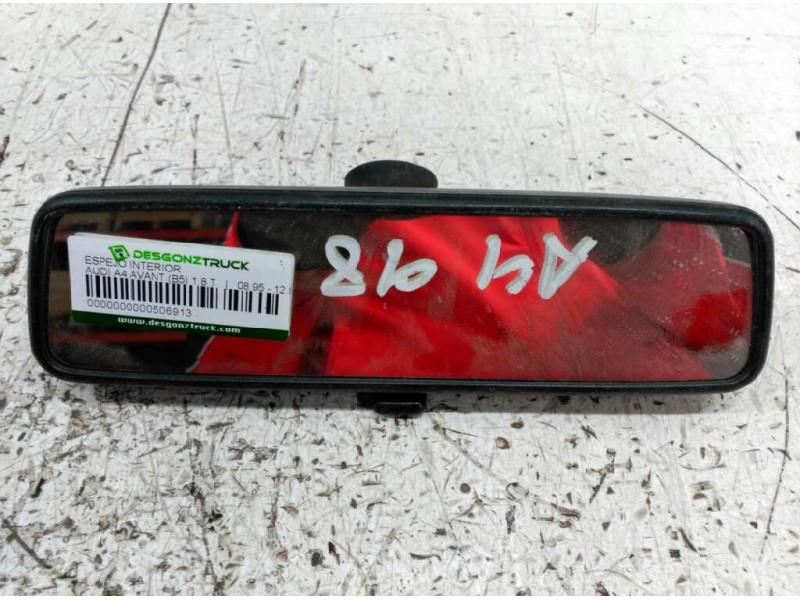 DESGONZTRUCK
ESPEJO INTERIOR
AUDI A4 AVANT (B5) 1.8 T | 08.95 - 12.
0000000000506913
www.desgonztruck.com
A4 98